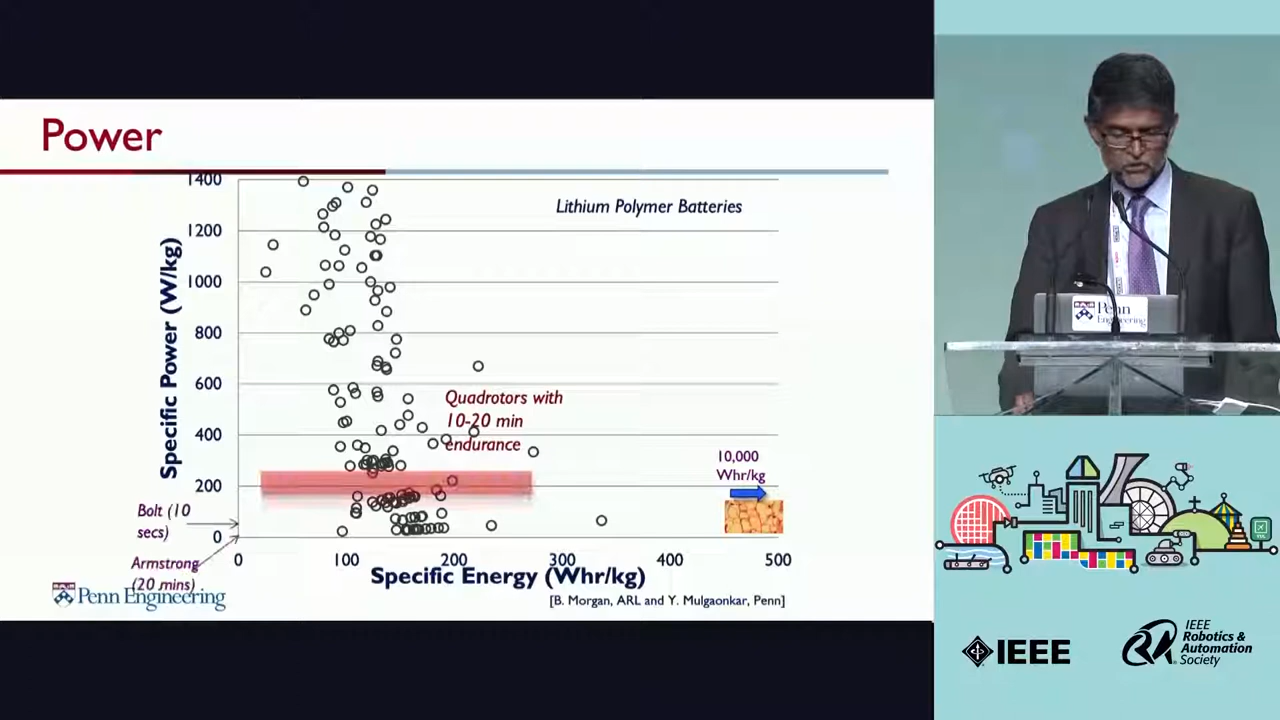 Power
1400
1200
1000
800
600
400
200
0
Specific Power (W/kg)
Lithium Polymer Batteries
Quadrotors with
10-20 min
endurance
10,000
Whr/kg
Bolt (10
secs)
Armstrong
(20 mins)
0 100 200 300 400 500
Specific Energy (Whr/kg)
[B. Morgan, ARL and Y. Mulgaonkar, Penn]
Penn Engineering
Penn
Engineering
IEEE
IEEE
Robotics &
Automation
Society